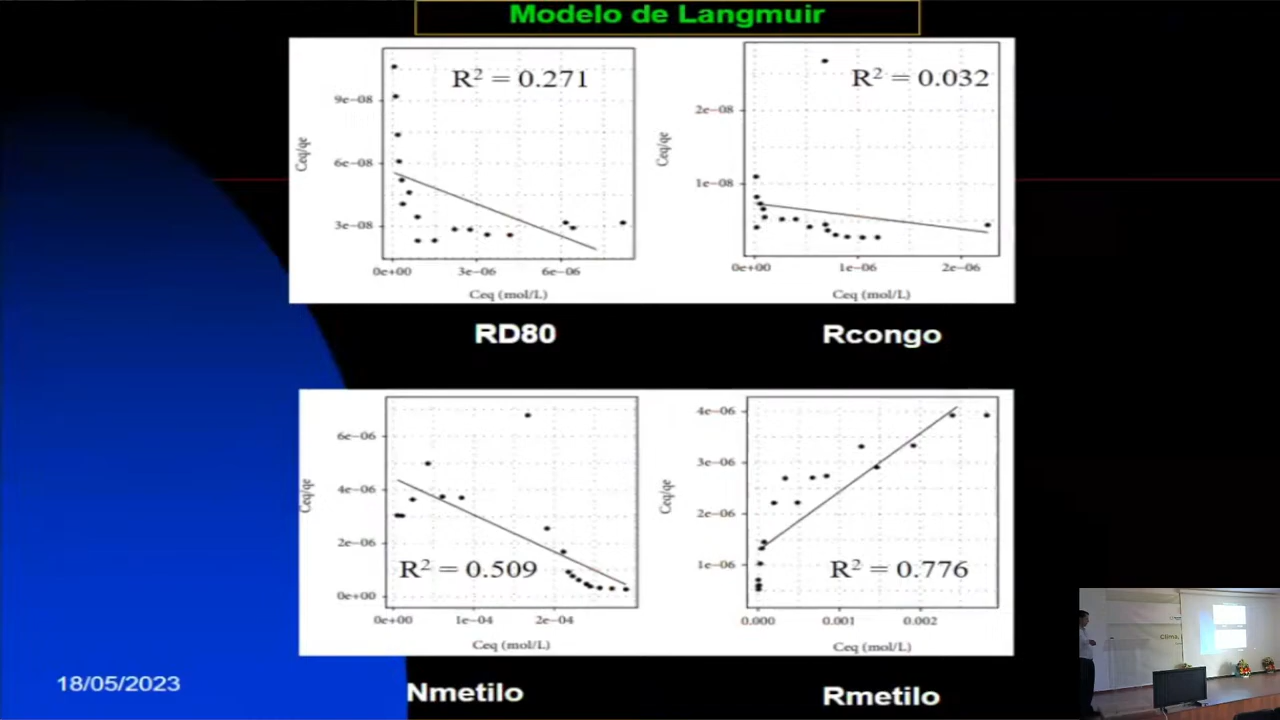 Modelo de Langmuir
R² = 0.271
9e−08
6e−08
3e−08
Ceq/qe
0e+00 3e−06 6e−06
Ceq (mol/L)
R² = 0.032
2e−08
1e−08
Ceq/qe
0e+00 1e−06 2e−06
Ceq (mol/L)
RD80
Rcongo
R² = 0.509
6e−06
4e−06
2e−06
0e+00
Ceq/qe
0e+00 1e−04 2e−04
Ceq (mol/L)
R² = 0.776
4e−06
3e−06
2e−06
1e−06
Ceq/qe
0.000 0.001 0.002
Ceq (mol/L)
18/05/2023
Nmetilo
Rmetilo
Clima,